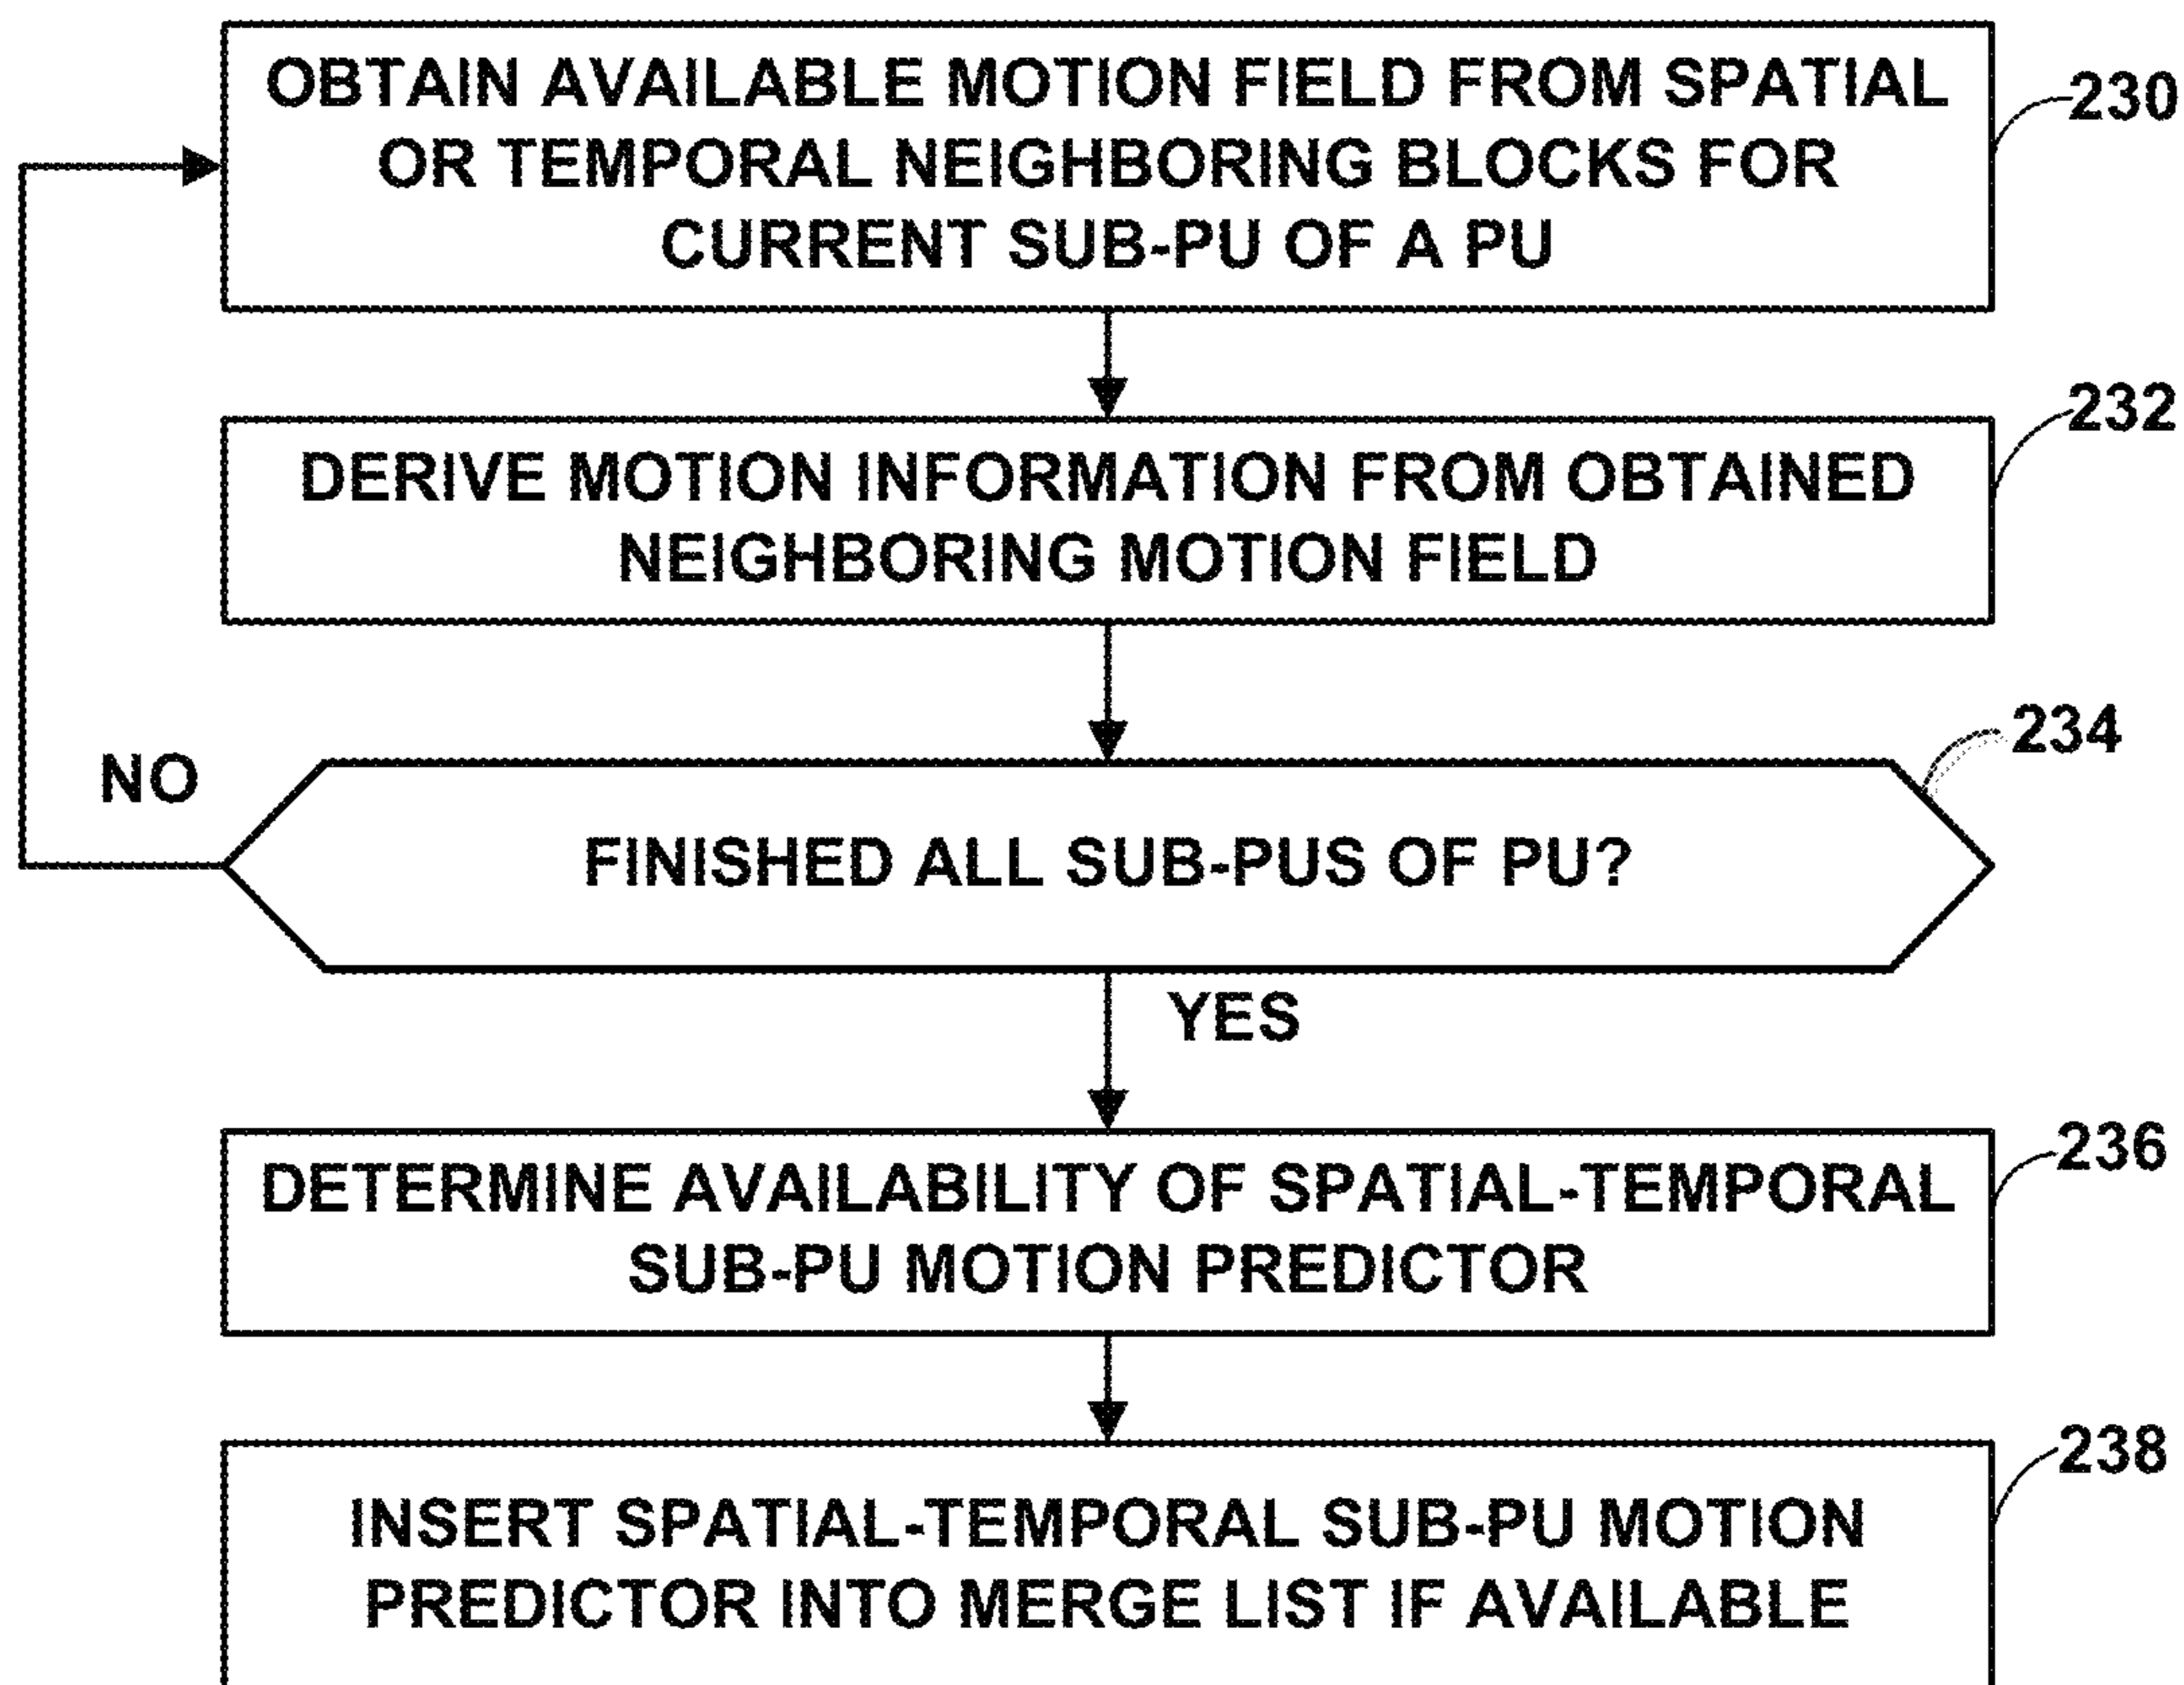 OBTAIN AVAILABLE MOTION FIELD FROM SPATIAL
OR TEMPORAL NEIGHBORING BLOCKS FOR
CURRENT SUB-PU OF A PU
230
DERIVE MOTION INFORMATION FROM OBTAINED
NEIGHBORING MOTION FIELD
232
NO
FINISHED ALL SUB-PUS OF PU?
234
YES
DETERMINE AVAILABILITY OF SPATIAL-TEMPORAL
SUB-PU MOTION PREDICTOR
236
INSERT SPATIAL-TEMPORAL SUB-PU MOTION
PREDICTOR INTO MERGE LIST IF AVAILABLE
238